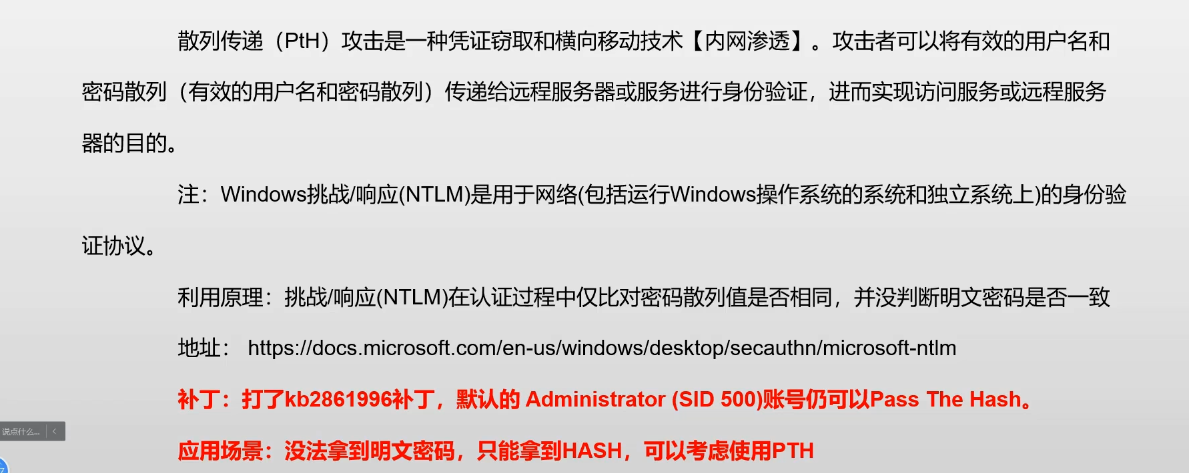 散列传递（PtH）攻击是一种凭证窃取和横向移动技术【内网渗透】。攻击者可以将有效的用户名和
密码散列（有效的用户名和密码散列）传递给远程服务器或服务进行身份验证，进而实现访问服务或远程服务
器的目的。
注：Windows挑战/响应(NTLM)是用于网络(包括运行Windows操作系统的系统和独立系统上)的身份验
证协议。
利用原理：挑战/响应(NTLM)在认证过程中仅比对密码散列值是否相同，并没判断明文密码是否一致
地址： https://docs.microsoft.com/en-us/windows/desktop/secauthn/microsoft-ntlm
补丁：打了kb2861996补丁，默认的 Administrator (SID 500)账号仍可以Pass The Hash。
说点什么...
应用场景：没法拿到明文密码，只能拿到HASH，可以考虑使用PTH